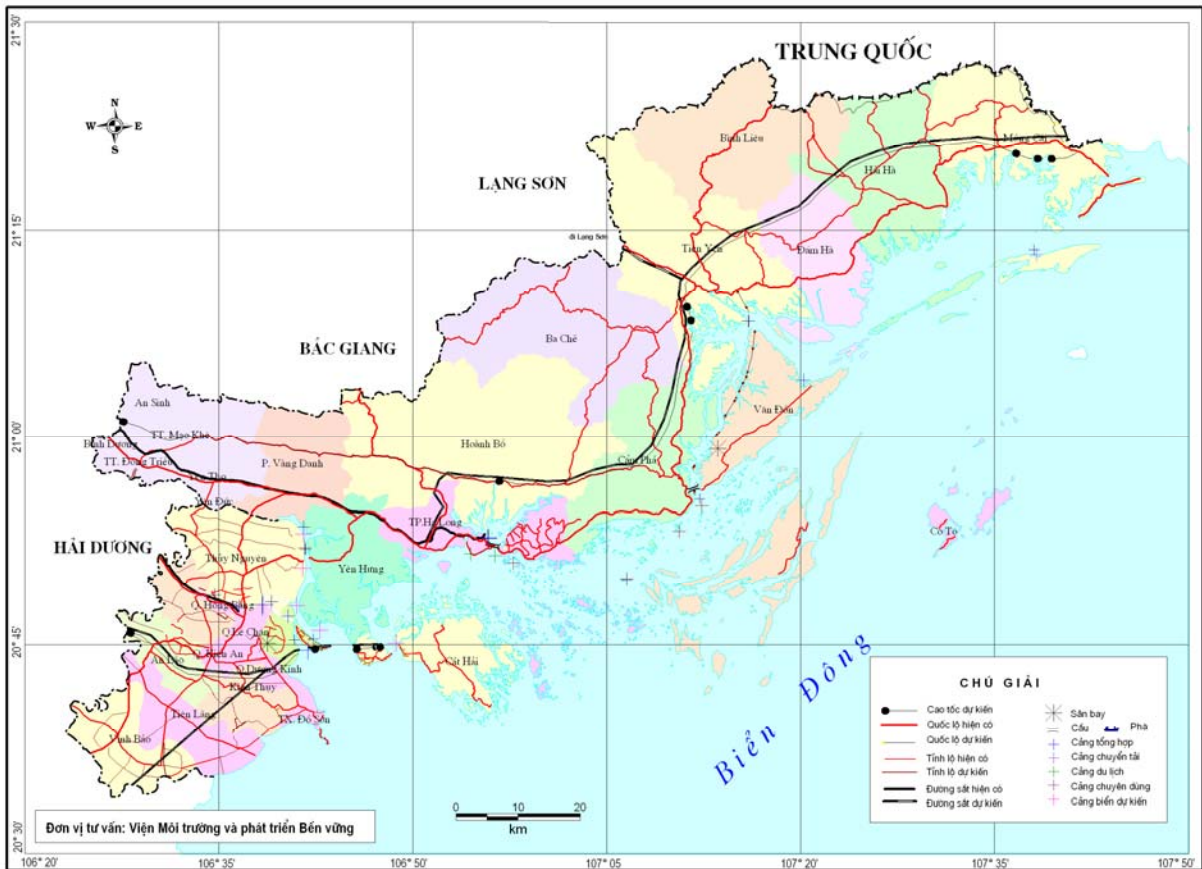 21° 30'
TRUNG QUỐC
N
W E
S
Bình Liêu
Móng Cái
Hải Hà
LẠNG SƠN
21° 15'
đi Lạng Sơn
Tiên Yên
Đầm Hà
BẮC GIANG
Ba Chẽ
An Sinh
Vân Đồn
21° 00'
Bình Dương
TT. Mạo Khê
Hoành Bồ
TT. Đông Triều
P. Vàng Danh
Cẩm Phả
Thọ
Yên Đức
TP.Hạ Long
Cô Tô
HẢI DƯƠNG
Thủy Nguyên
Yên Hưng
Q. Hồng Bàng
Q.Lê Chân
20° 45'
An Lão
Q. Kiến An
Q.Dương Kinh
Cát Hải
Kiến Thụy
Tiên Lãng
TX. Đồ Sơn
Vĩnh Bảo
Biển Đông
CHÚ GIẢI
Cao tốc dự kiến
Quốc lộ hiện có
Quốc lộ dự kiến
Tỉnh lộ hiện có
Tỉnh lộ dự kiến
Đường sắt hiện có
Đường sắt dự kiến
Sân bay
Cầu Phà
Cảng tổng hợp
Cảng chuyển tải
Cảng du lịch
Cảng chuyên dùng
Cảng biển dự kiến
0 10 20
km
Đơn vị tư vấn: Viện Môi trường và phát triển Bền vững
20° 30'
106° 20' 106° 35' 106° 50' 107° 05' 107° 20' 107° 35' 107° 50'